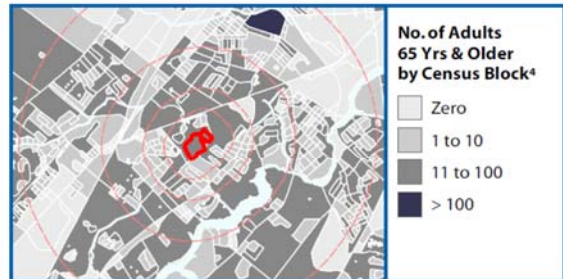 No. of Adults
65 Yrs & Older
by Census Block⁴
Zero
1 to 10
11 to 100
> 100